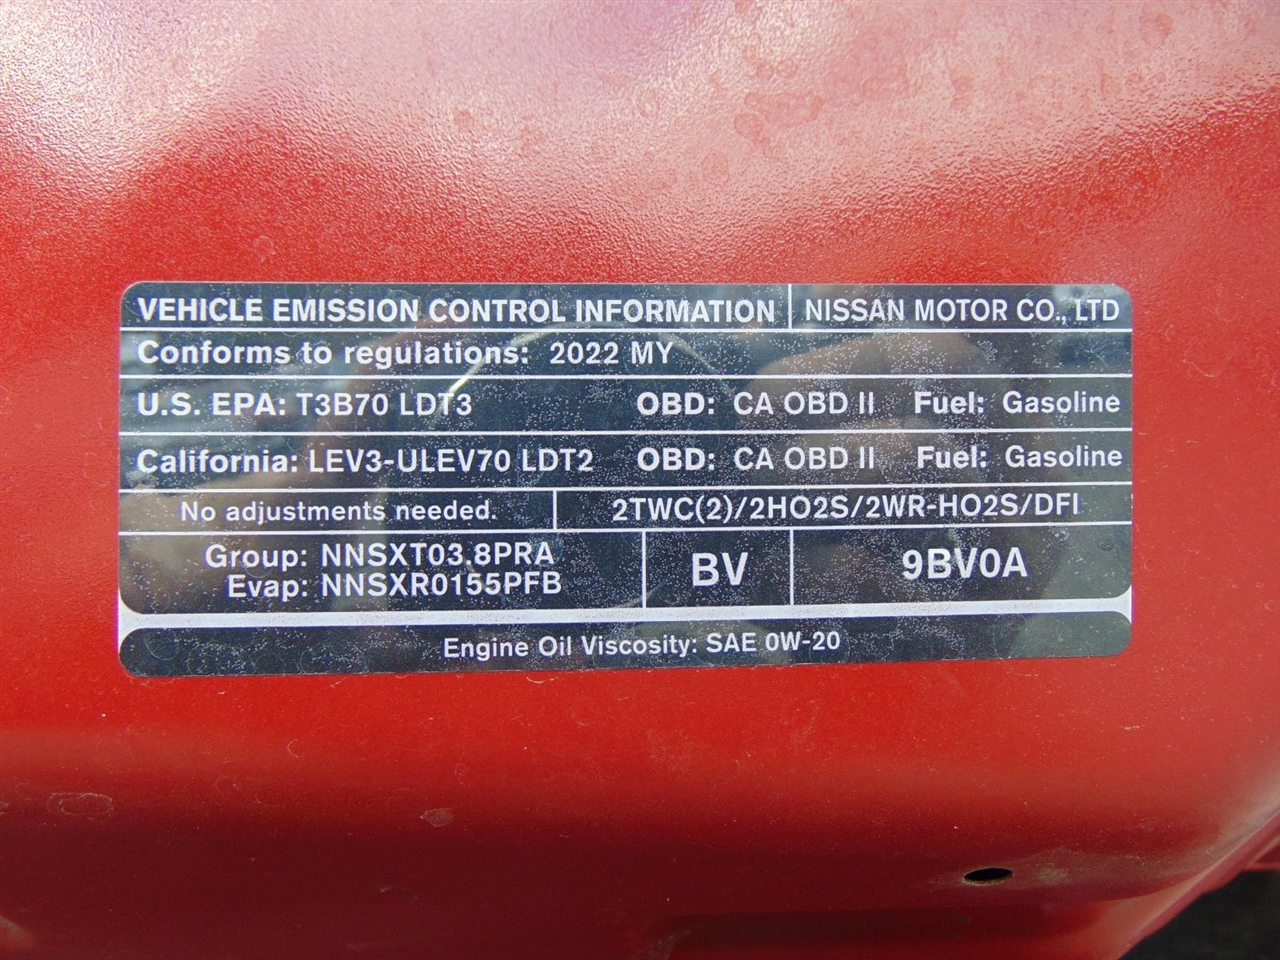 VEHICLE EMISSION CONTROL INFORMATION NISSAN MOTOR CO., LTD
Conforms to regulations: 2022 MY
U.S. EPA: T3B70 LDT3 OBD: CA OBD II Fuel: Gasoline
California: LEV3-ULEV70 LDT2 OBD: CA OBD II Fuel: Gasoline
No adjustments needed. 2TWC(2)/2HO2S/2WR-HO2S/DFI
Group: NNSXT03.8PRA
Evap: NNSXR0155PFB
BV
9BV0A
Engine Oil Viscosity: SAE 0W-20